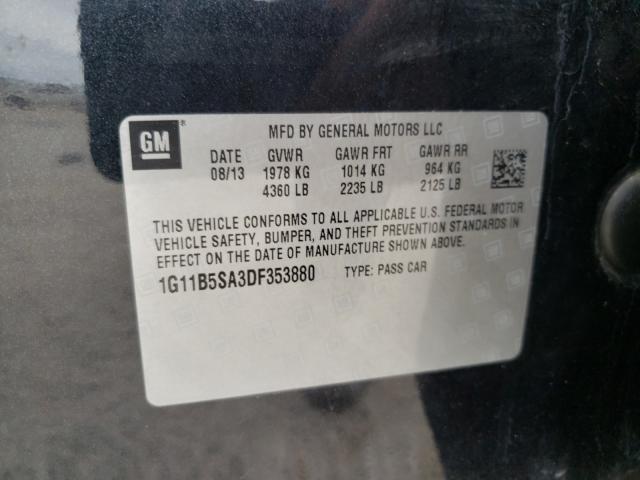 GM ®
MFD BY GENERAL MOTORS LLC
DATE GVWR GAWR FRT GAWR RR
08/13 1978 KG 1014 KG 964 KG
4360 LB 2235 LB 2125 LB
THIS VEHICLE CONFORMS TO ALL APPLICABLE U.S. FEDERAL MOTOR
VEHICLE SAFETY, BUMPER, AND THEFT PREVENTION STANDARDS IN
EFFECT ON THE DATE OF MANUFACTURE SHOWN ABOVE.
1G11B5SA3DF353880 TYPE: PASS CAR